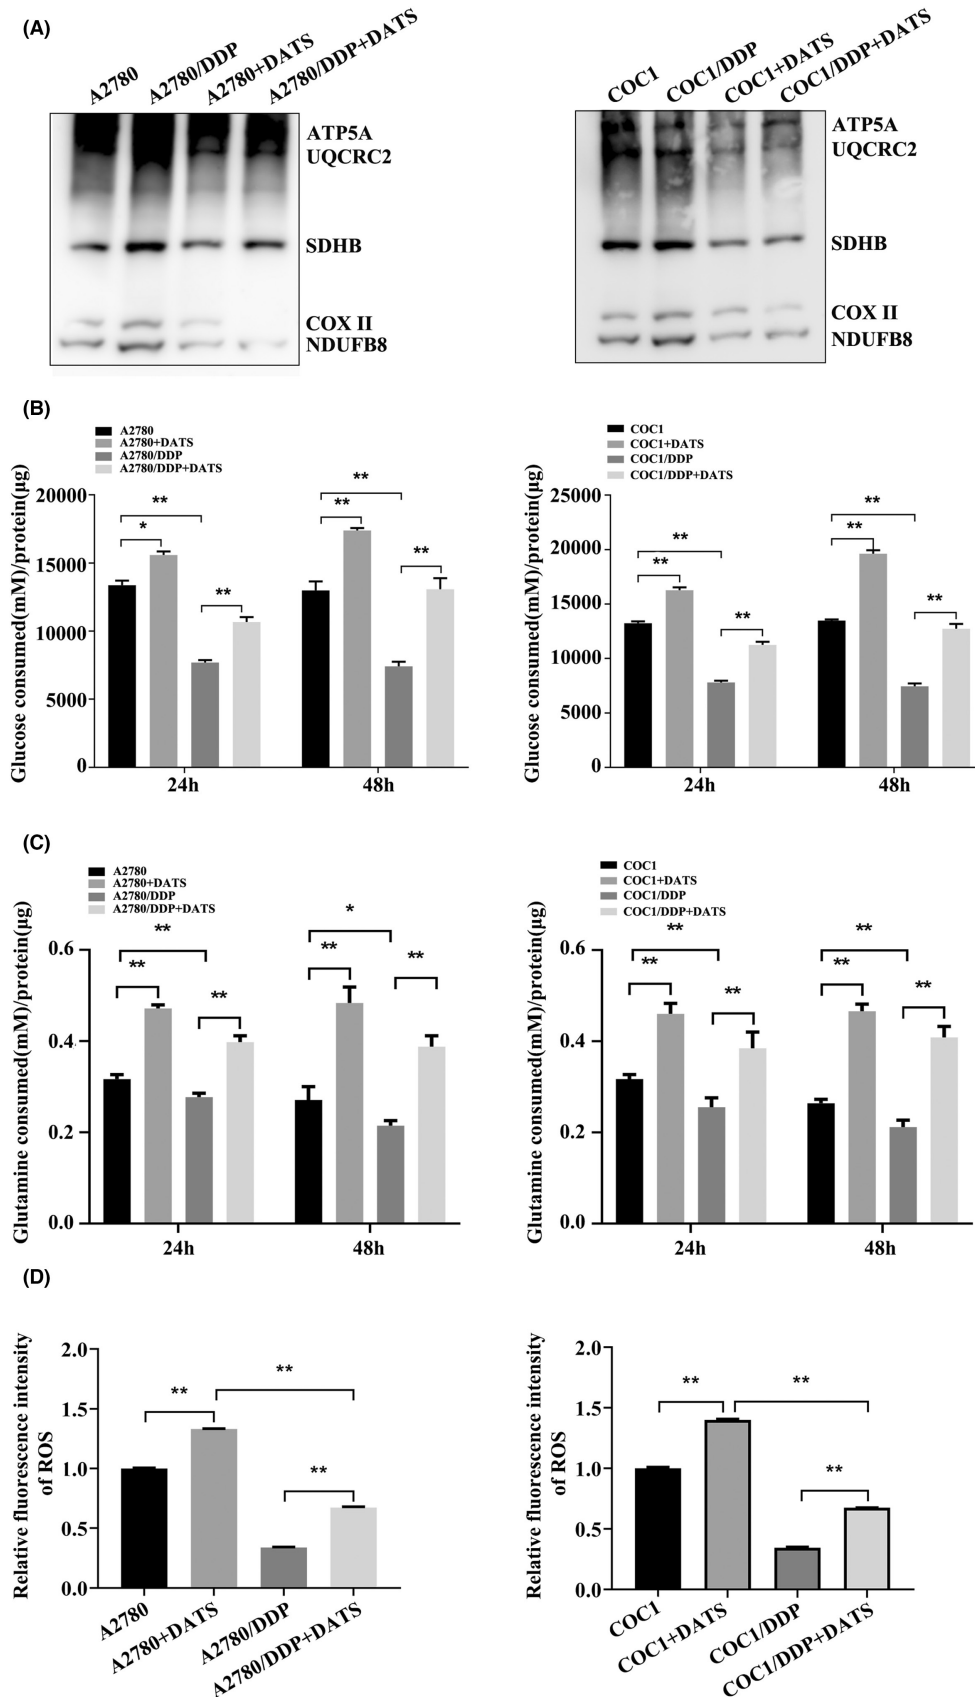 (A)
A2780
A2780/DDP
A2780+DATS
A2780/DDP+DATS
ATP5A
UQCRC2
SDHB
COX II
NDUFB8
COC1
COC1/DDP
COC1+DATS
COC1/DDP+DATS
ATP5A
UQCRC2
SDHB
COX II
NDUFB8
(B)
A2780
A2780+DATS
A2780/DDP
A2780/DDP+DATS
Glucose consumed(mM)/protein(μg)
20000
15000
10000
5000
0
**
*
**
**
**
**
24h
48h
COC1
COC1+DATS
COC1/DDP
COC1/DDP+DATS
Glucose consumed(mM)/protein(μg)
25000
20000
15000
10000
5000
0
**
**
**
**
**
**
24h
48h
(C)
A2780
A2780+DATS
A2780/DDP
A2780/DDP+DATS
Glutamine consumed(mM)/protein(μg)
0.6
0.4
0.2
0.0
**
**
**
*
**
**
24h
48h
COC1
COC1+DATS
COC1/DDP
COC1/DDP+DATS
Glutamine consumed(mM)/protein(μg)
0.6
0.4
0.2
0.0
**
**
**
**
**
**
24h
48h
(D)
Relative fluorescence intensity
of ROS
2.0
1.5
1.0
0.5
0.0
**
**
**
A2780
A2780+DATS
A2780/DDP
A2780/DDP+DATS
Relative fluorescence intensity
of ROS
2.0
1.5
1.0
0.5
0.0
**
**
**
COC1
COC1+DATS
COC1/DDP
COC1/DDP+DATS